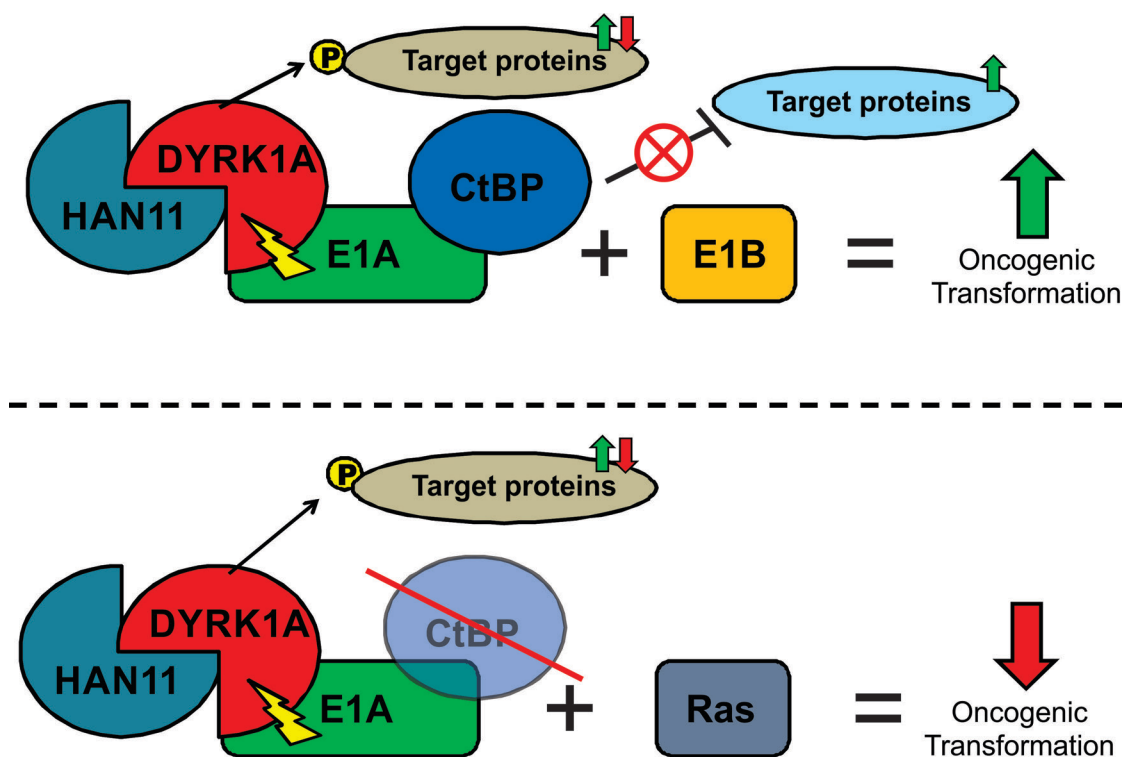 P
Target proteins
Target proteins
DYRK1A
HAN11
CtBP
E1A
+
E1B
=
Oncogenic
Transformation
P
Target proteins
DYRK1A
HAN11
CtBP
E1A
+
Ras
=
Oncogenic
Transformation